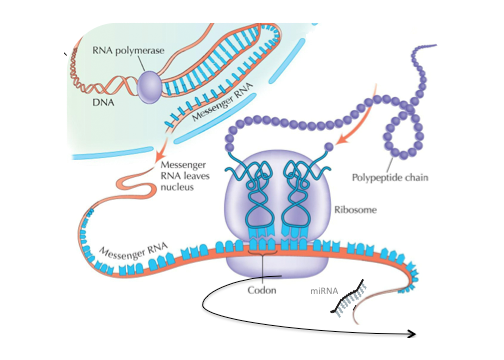 RNA polymerase
DNA
Messenger RNA
Messenger
RNA leaves
nucleus
Polypeptide chain
Ribosome
Messenger RNA
Codon
miRNA